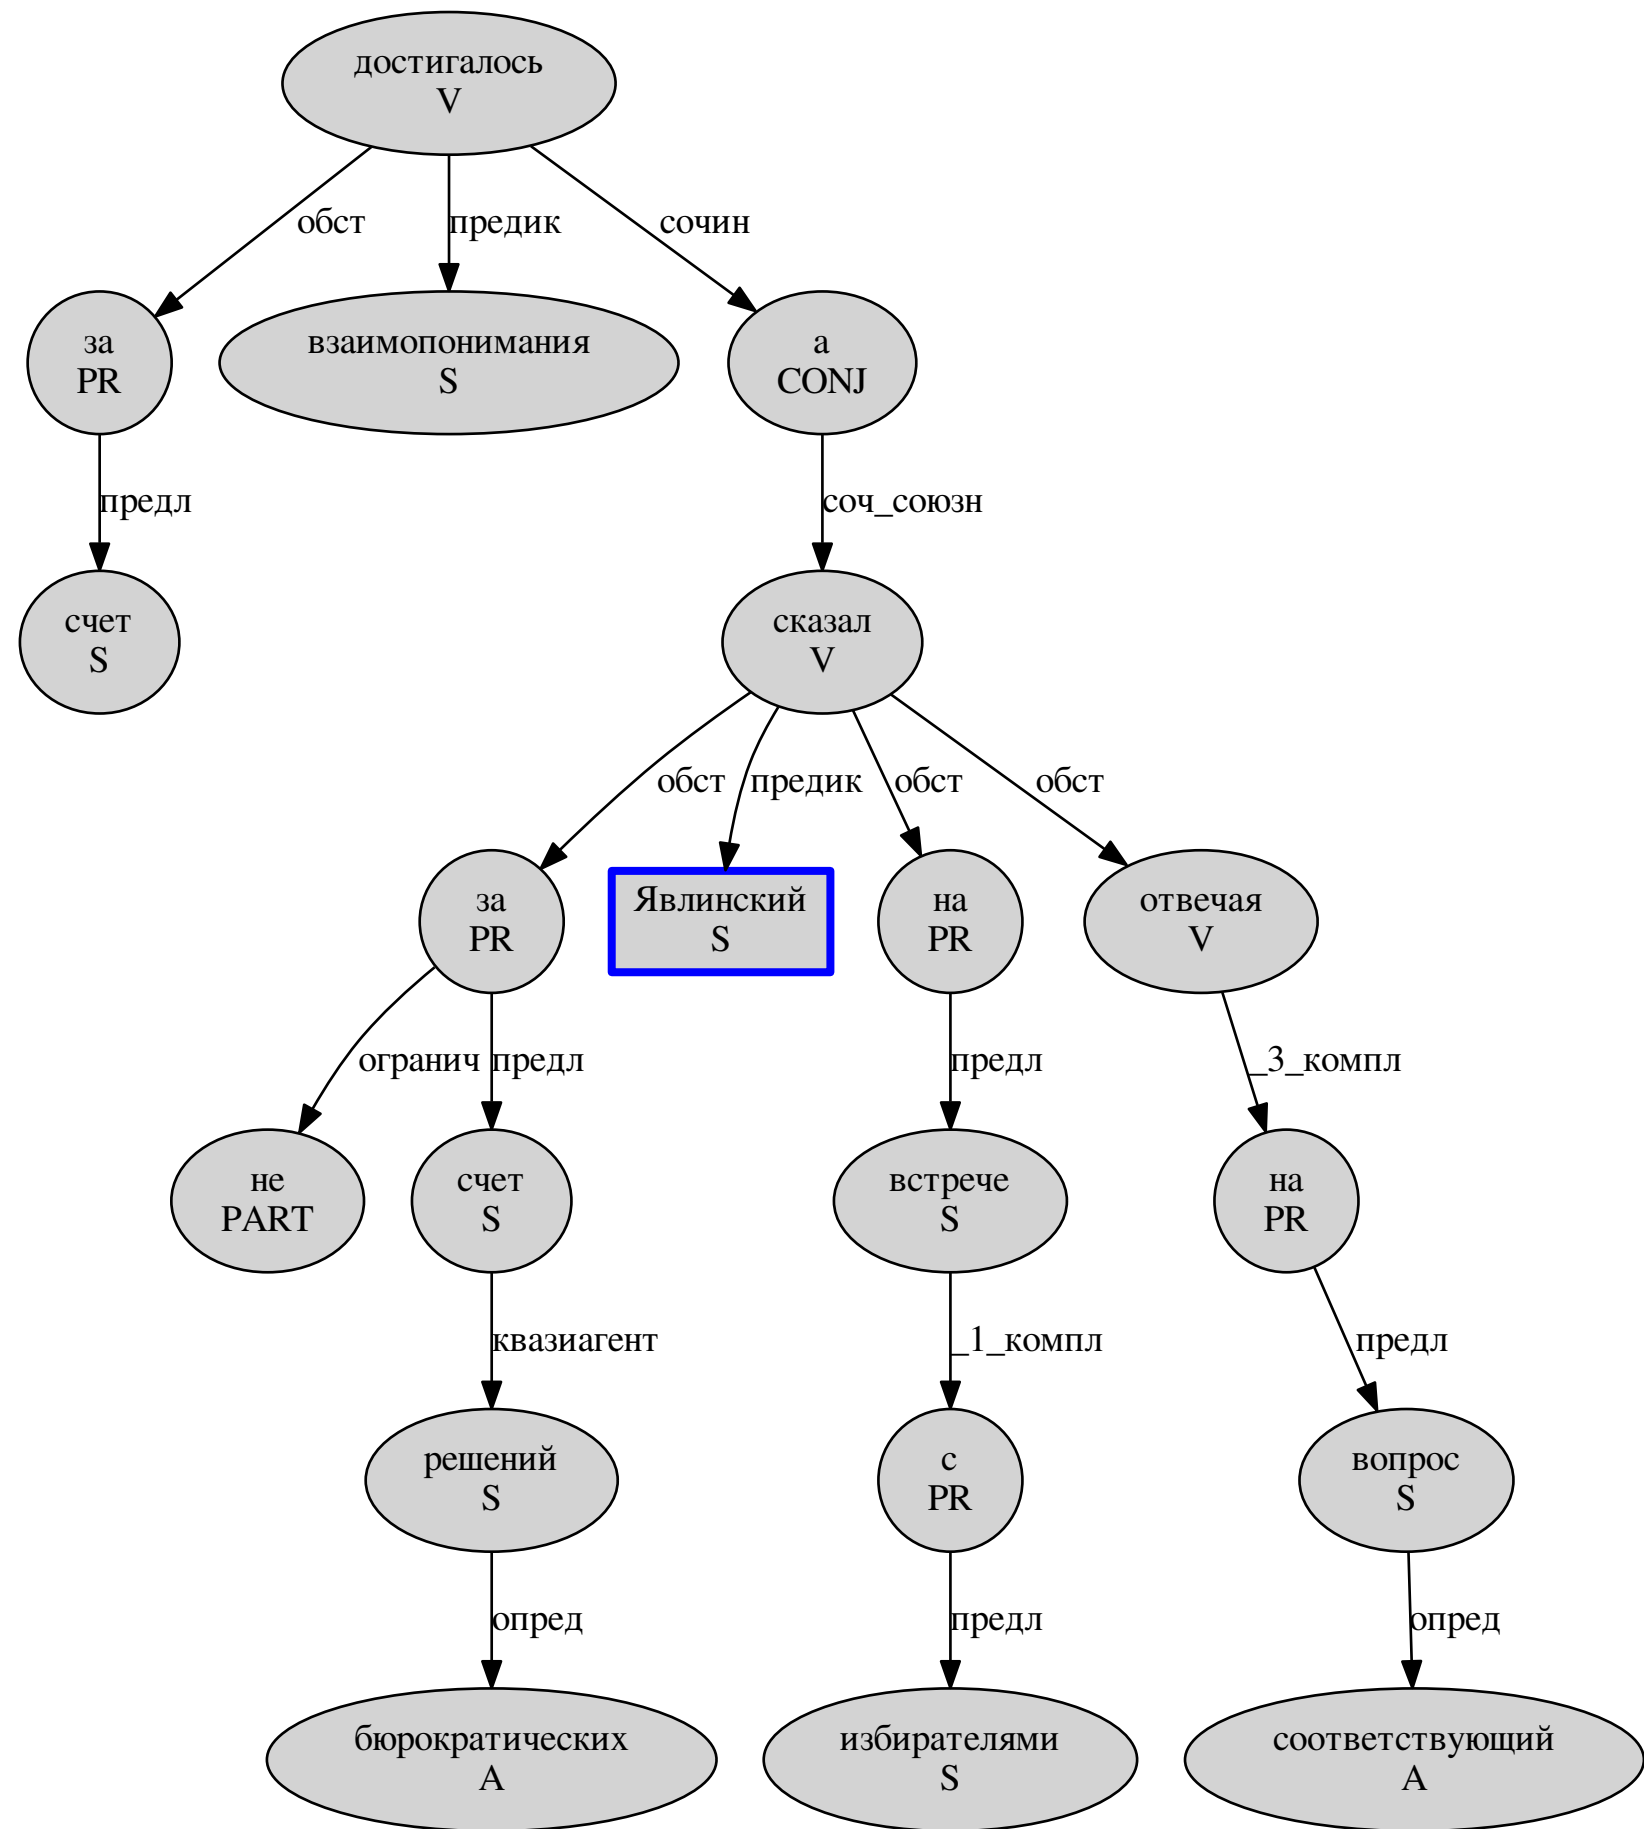 достигалось
V
обст
предик
сочин
за
PR
взаимопонимания
S
а
CONJ
предл
соч_союзн
счет
S
сказал
V
обст
предик
обст
обст
за
PR
Явлинский
S
на
PR
отвечая
V
огранич
предл
предл
_3_компл
не
PART
счет
S
встрече
S
на
PR
квазиагент
_1_компл
предл
решений
S
с
PR
вопрос
S
опред
предл
опред
бюрократических
A
избирателями
S
соответствующий
A